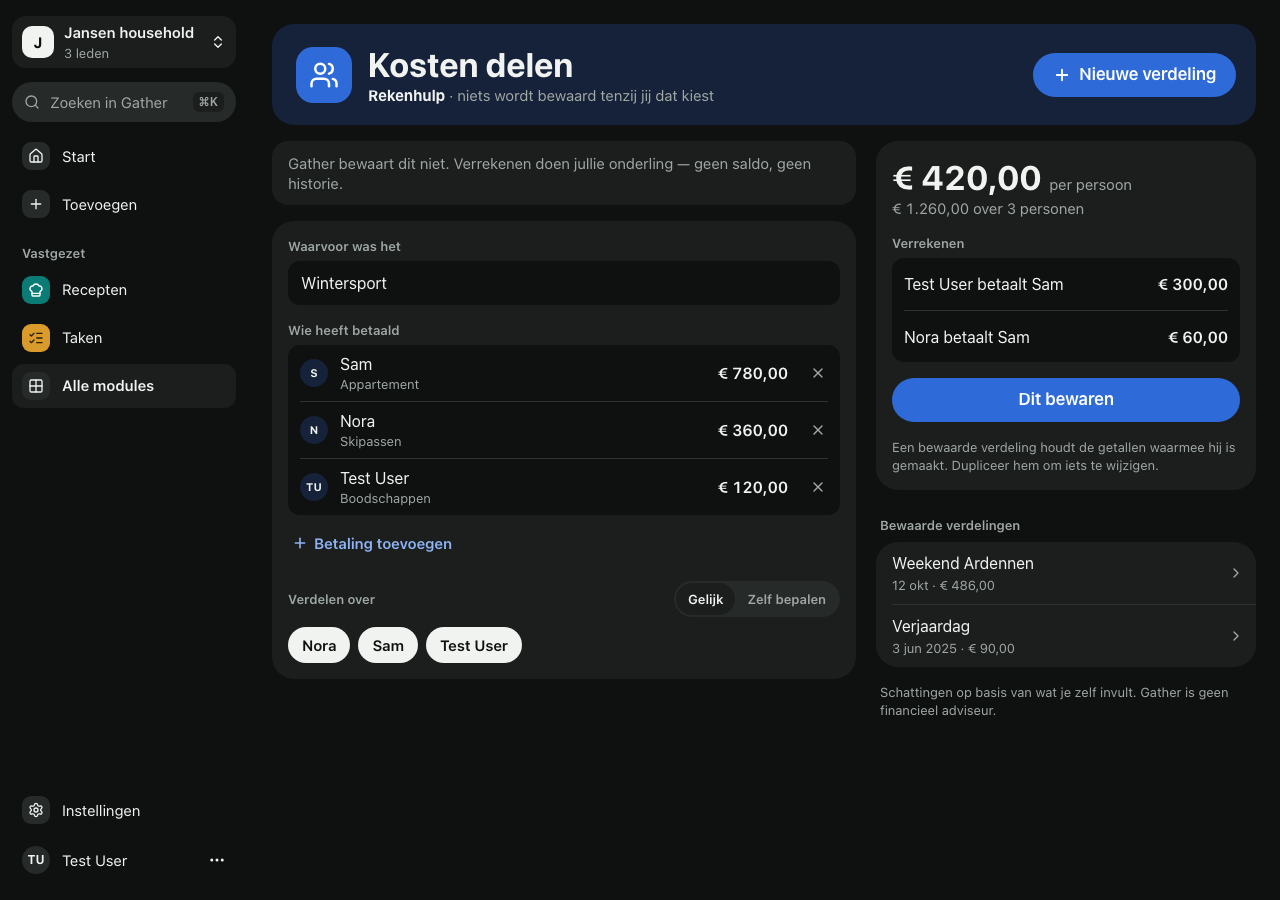 J
Jansen household
3 leden
Zoeken in Gather
⌘K
Start
Toevoegen
Vastgezet
Recepten
Taken
Alle modules
Instellingen
TU
Test User
Kosten delen
Rekenhulp · niets wordt bewaard tenzij jij dat kiest
Nieuwe verdeling
Gather bewaart dit niet. Verrekenen doen jullie onderling — geen saldo, geen
historie.
Waarvoor was het
Wintersport
Wie heeft betaald
S
Sam
Appartement
€ 780,00
N
Nora
Skipassen
€ 360,00
TU
Test User
Boodschappen
€ 120,00
Betaling toevoegen
Verdelen over
Gelijk
Zelf bepalen
Nora
Sam
Test User
€ 420,00 per persoon
€ 1.260,00 over 3 personen
Verrekenen
Test User betaalt Sam
€ 300,00
Nora betaalt Sam
€ 60,00
Dit bewaren
Een bewaarde verdeling houdt de getallen waarmee hij is
gemaakt. Dupliceer hem om iets te wijzigen.
Bewaarde verdelingen
Weekend Ardennen
12 okt · € 486,00
Verjaardag
3 jun 2025 · € 90,00
Schattingen op basis van wat je zelf invult. Gather is geen
financieel adviseur.